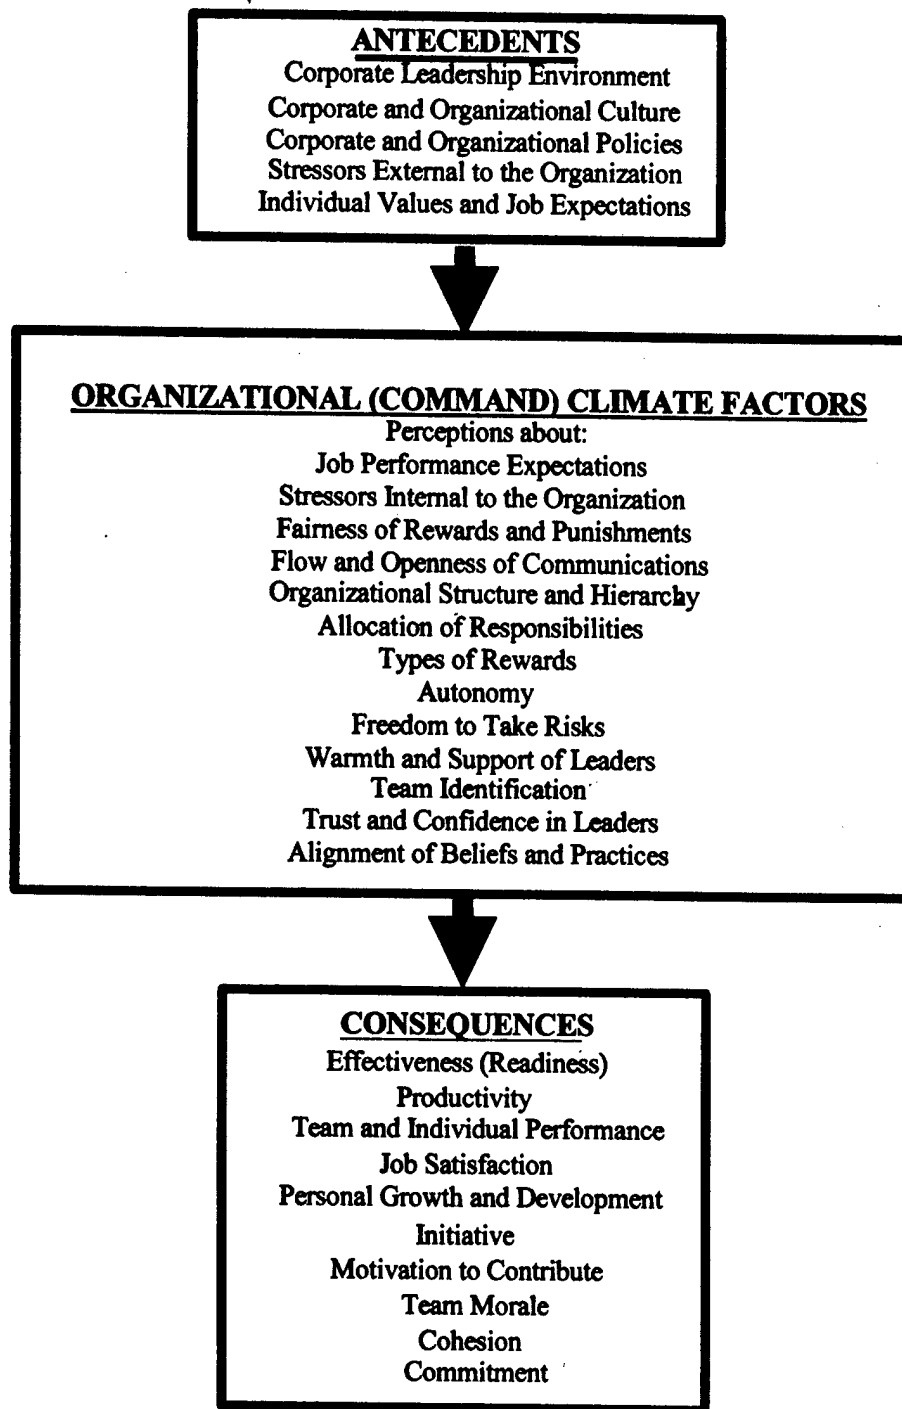 ANTECEDENTS
Corporate Leadership Environment
Corporate and Organizational Culture
Corporate and Organizational Policies
Stressors External to the Organization
Individual Values and Job Expectations
ORGANIZATIONAL (COMMAND) CLIMATE FACTORS
Perceptions about:
Job Performance Expectations
Stressors Internal to the Organization
Fairness of Rewards and Punishments
Flow and Openness of Communications
Organizational Structure and Hierarchy
Allocation of Responsibilities
Types of Rewards
Autonomy
Freedom to Take Risks
Warmth and Support of Leaders
Team Identification
Trust and Confidence in Leaders
Alignment of Beliefs and Practices
CONSEQUENCES
Effectiveness (Readiness)
Productivity
Team and Individual Performance
Job Satisfaction
Personal Growth and Development
Initiative
Motivation to Contribute
Team Morale
Cohesion
Commitment